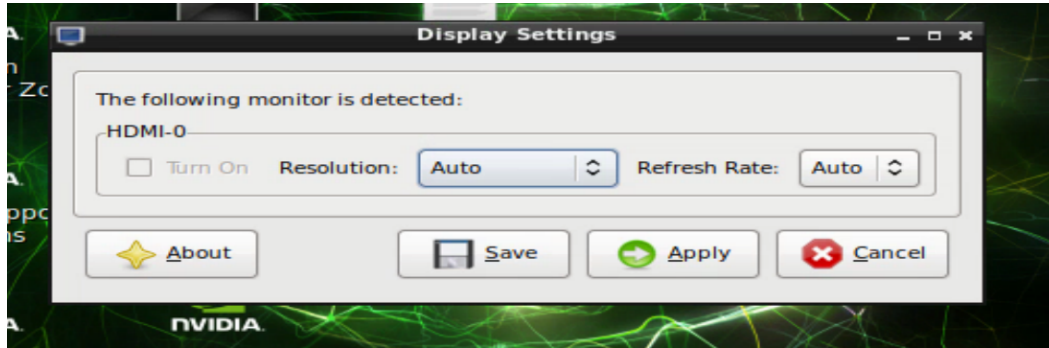 Display Settings
The following monitor is detected:
HDMI-0
Turn On Resolution: Auto Refresh Rate: Auto
About Save Apply Cancel
NVIDIA.